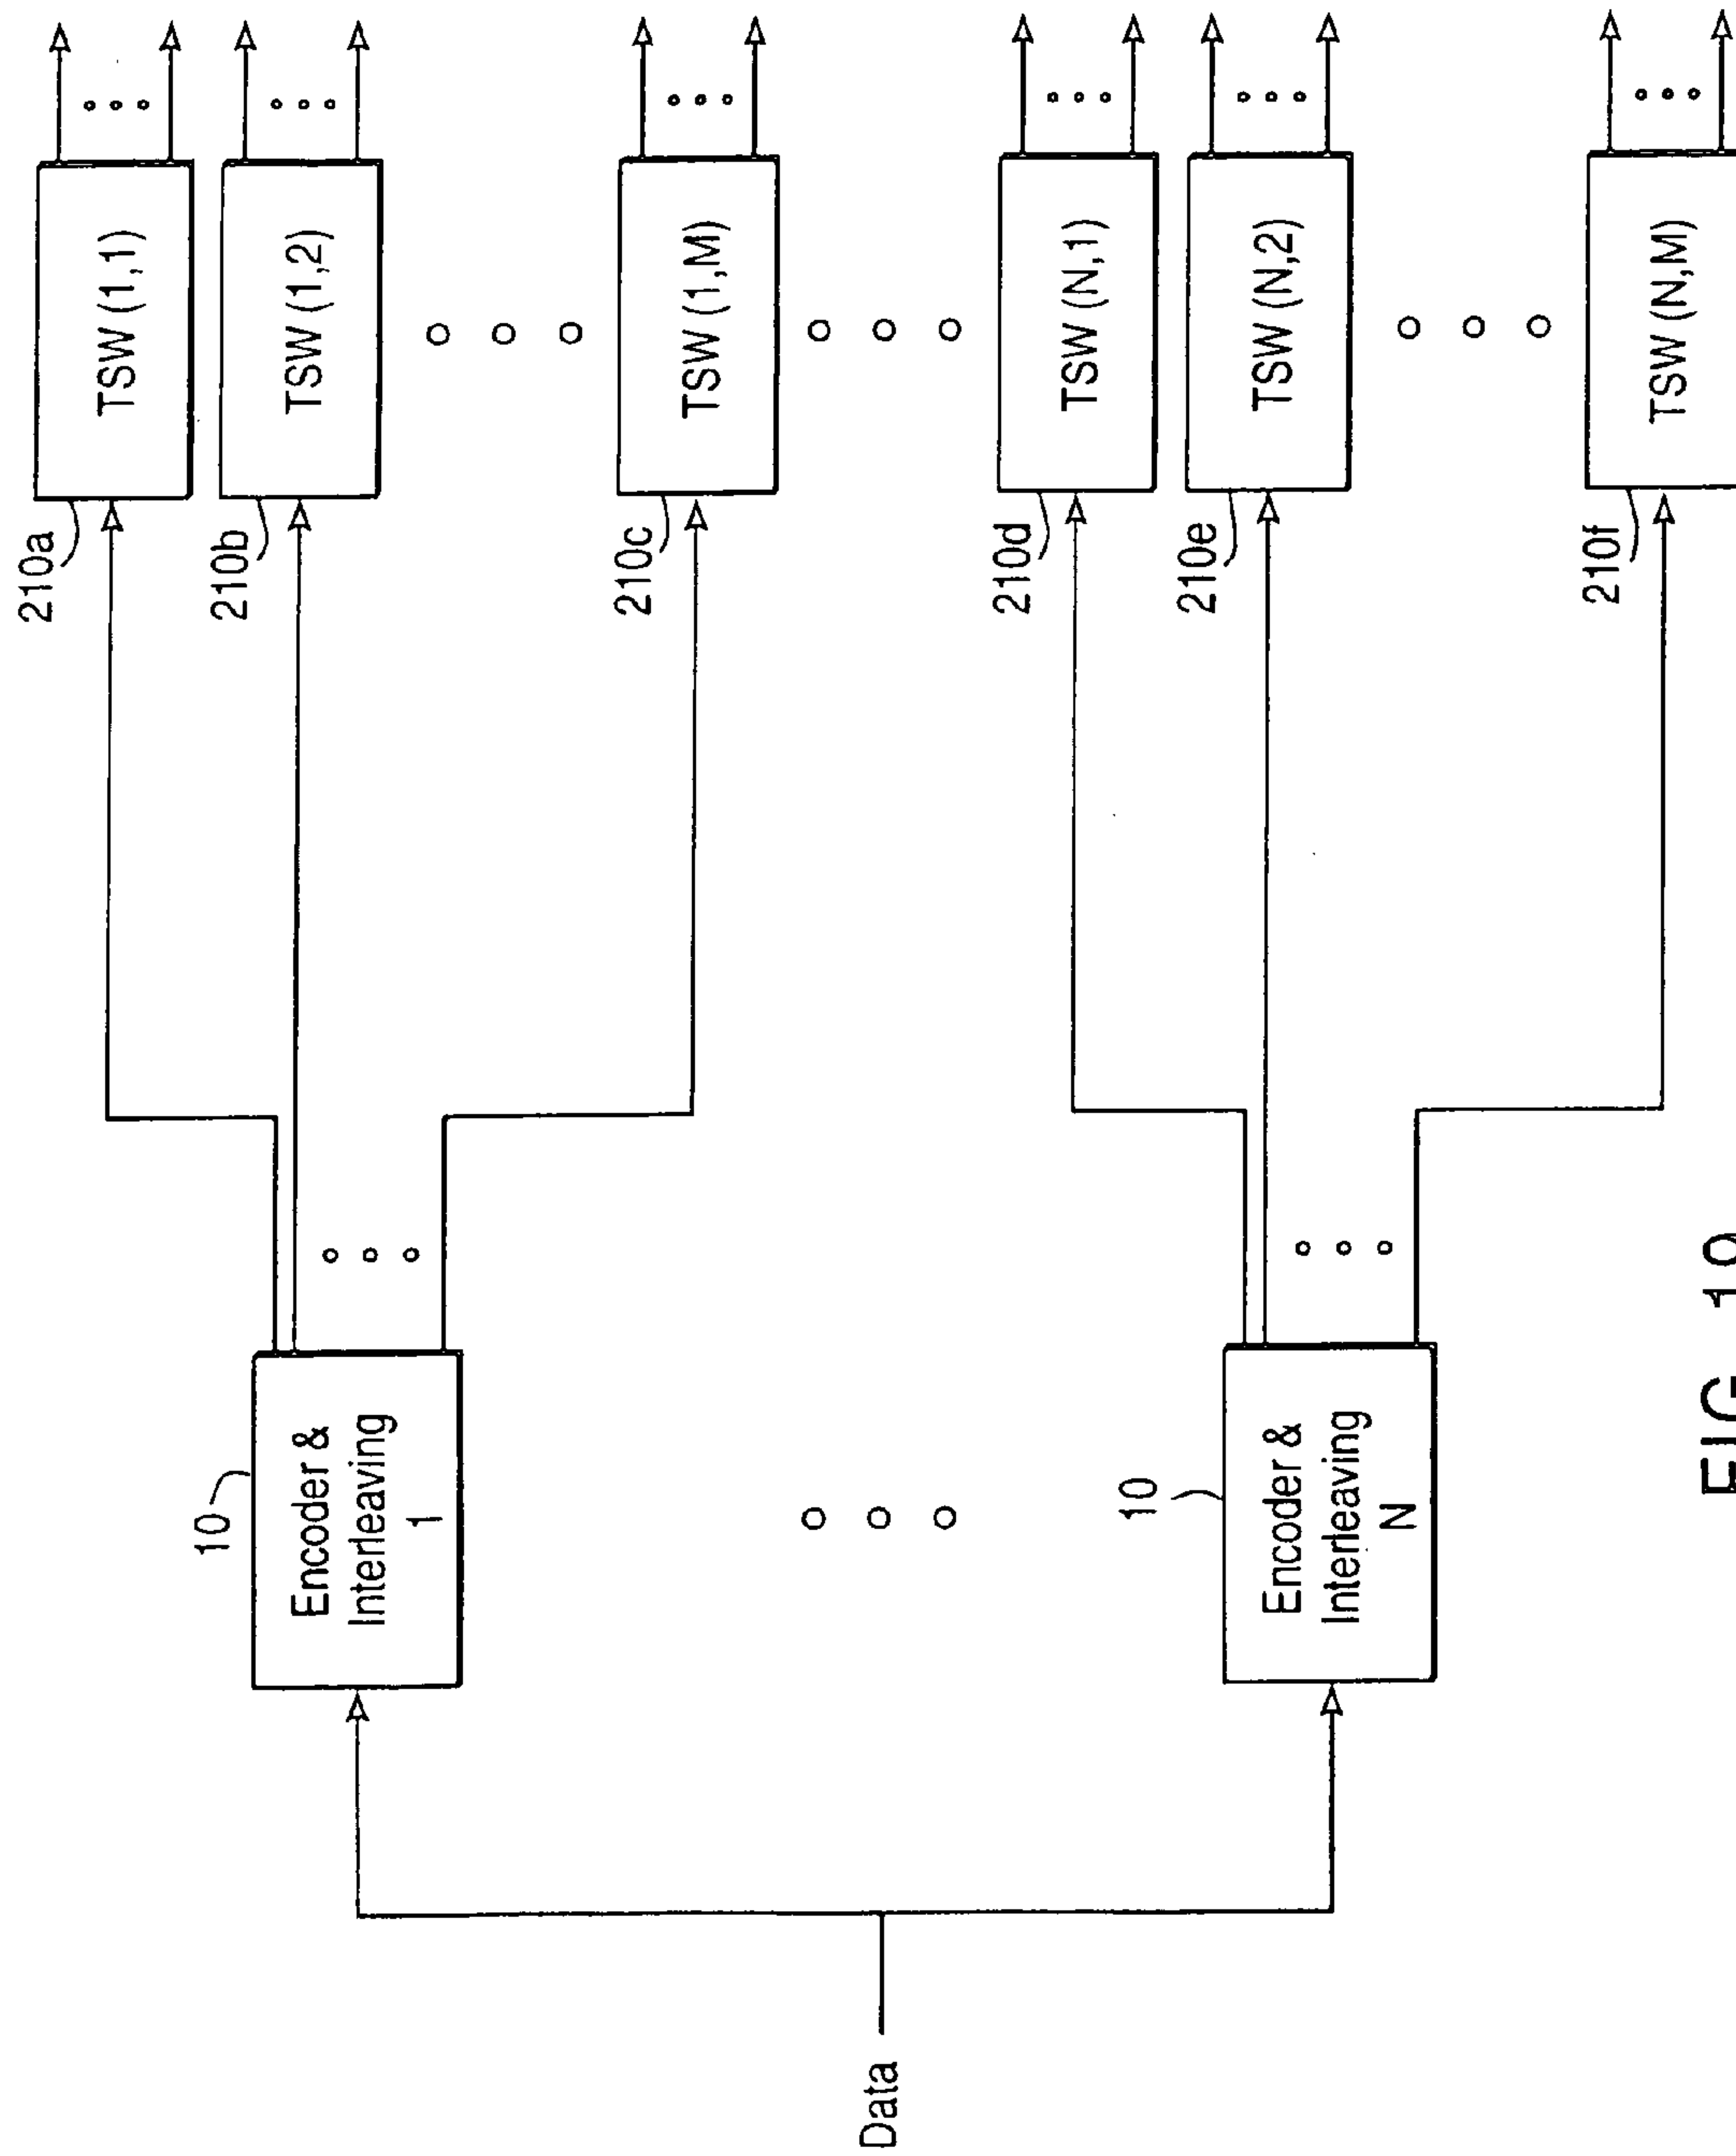 Data
10
Encoder &
Interleaving
1
10
Encoder &
Interleaving
N
210a
TSW (1,1)
210b
TSW (1,2)
210c
TSW (1,M)
210d
TSW (N,1)
210e
TSW (N,2)
210f
TSW (N,M)
FIG.